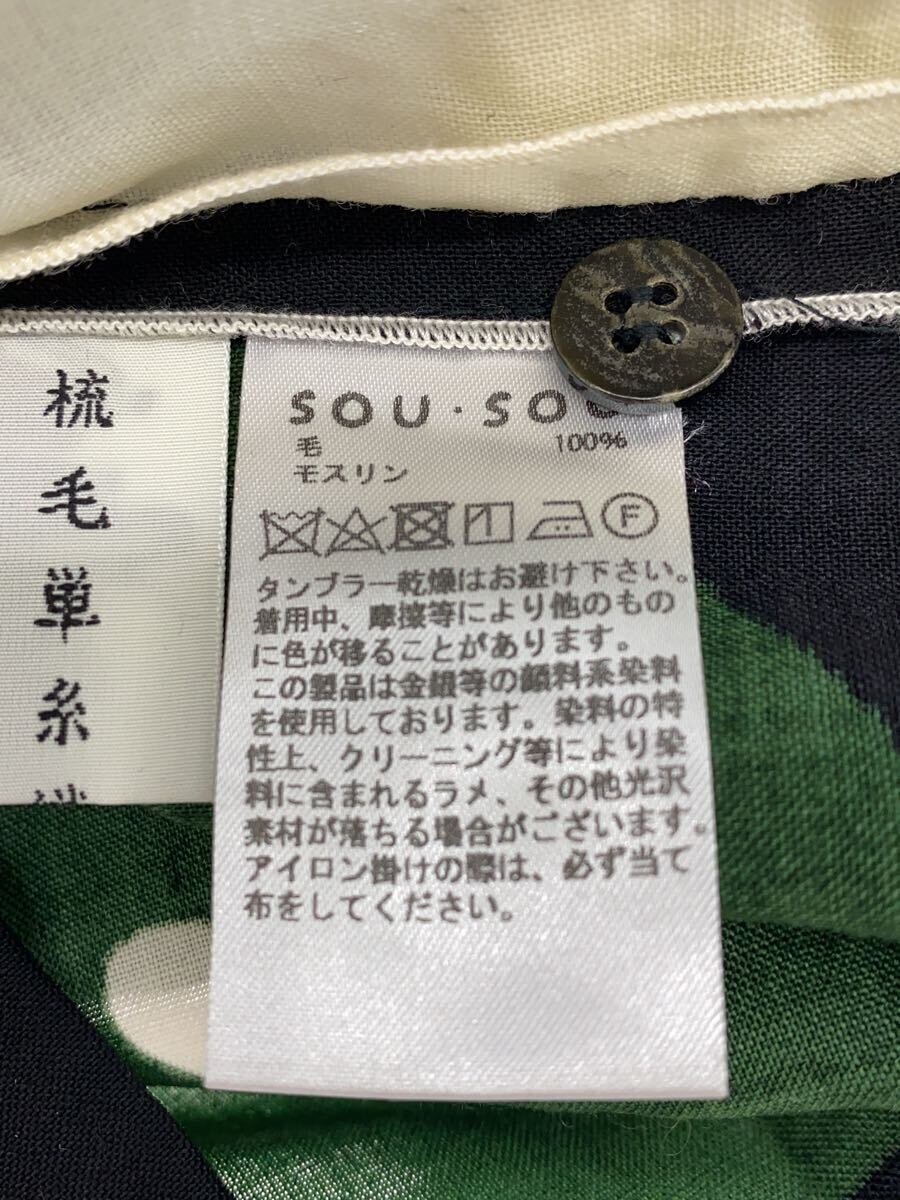 梳毛単糸
SOU・SOU
毛 100%
モスリン
F
タンブラー乾燥はお避け下さい。
着用中、摩擦等により他のもの
に色が移ることがあります。
この製品は金銀等の顔料系染料
を使用しております。染料の特
性上、クリーニング等により染
料に含まれるラメ、その他光沢
素材が落ちる場合がございます。
アイロン掛けの際は、必ず当て
布をしてください。